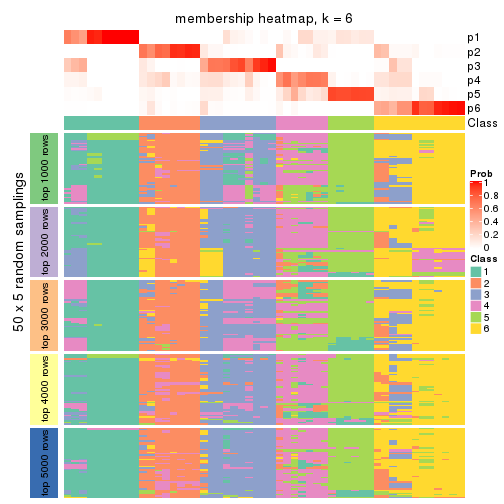 membership heatmap, k = 6
p1
p2
p3
p4
p5
p6
Class
50 x 5 random samplings
top 1000 rows
top 2000 rows
top 3000 rows
top 4000 rows
top 5000 rows
Prob
1
0.8
0.6
0.4
0.2
0
Class
1
2
3
4
5
6